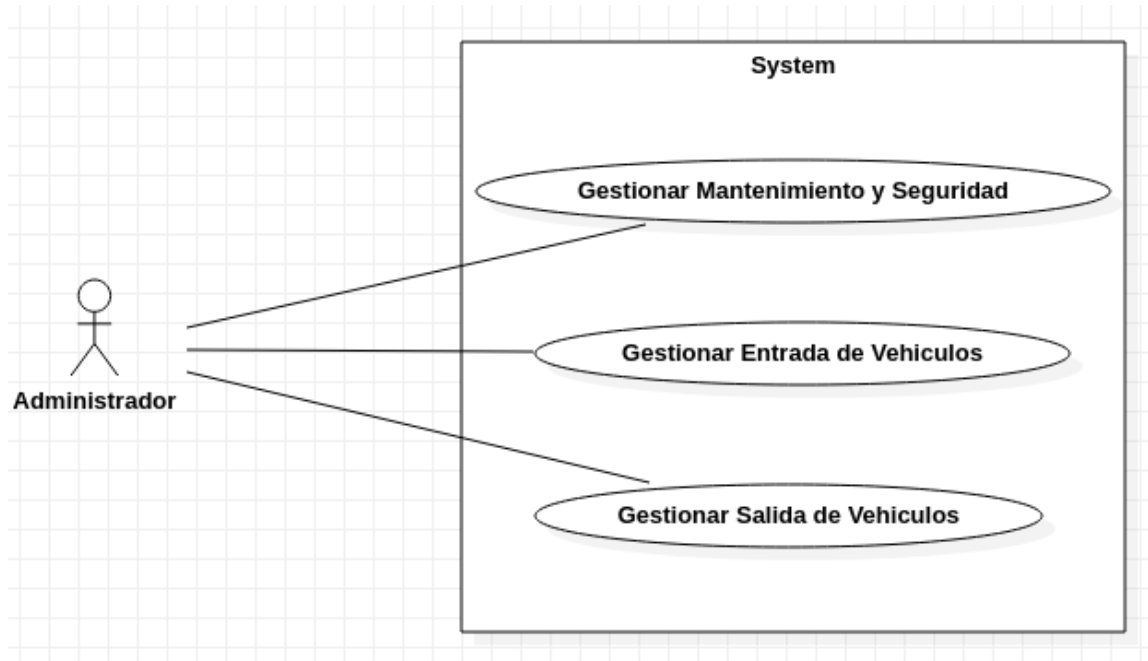 System
Gestionar Mantenimiento y Seguridad
Gestionar Entrada de Vehiculos
Administrador
Gestionar Salida de Vehiculos